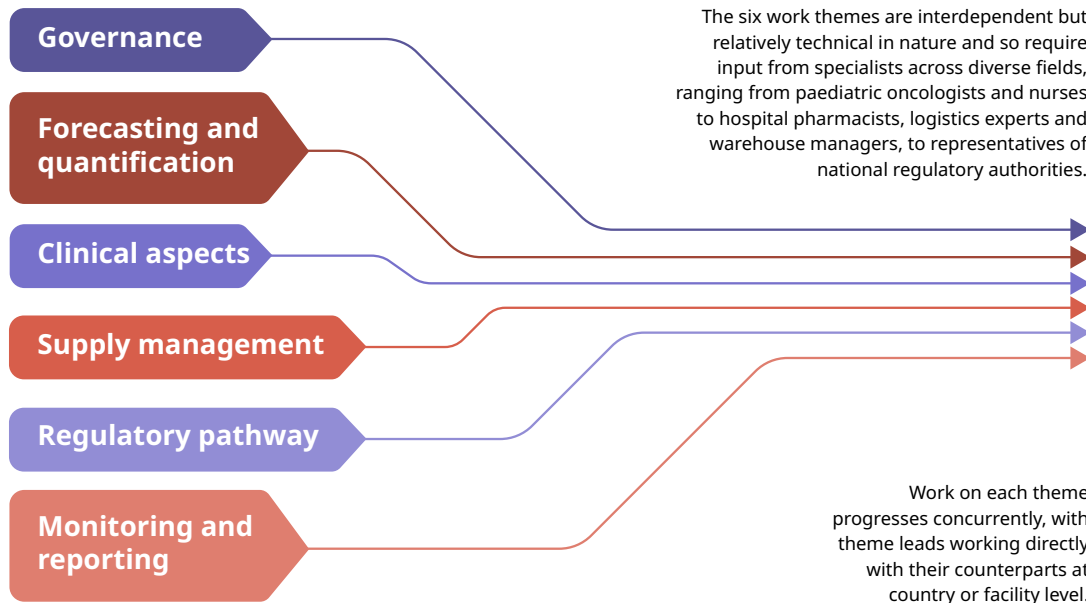 Governance
Forecasting and
quantification
Clinical aspects
Supply management
Regulatory pathway
Monitoring and
reporting
The six work themes are interdependent but
relatively technical in nature and so require
input from specialists across diverse fields,
ranging from paediatric oncologists and nurses
to hospital pharmacists, logistics experts and
warehouse managers, to representatives of
national regulatory authorities.
Work on each theme
progresses concurrently, with
theme leads working directly
with their counterparts at
country or facility level.